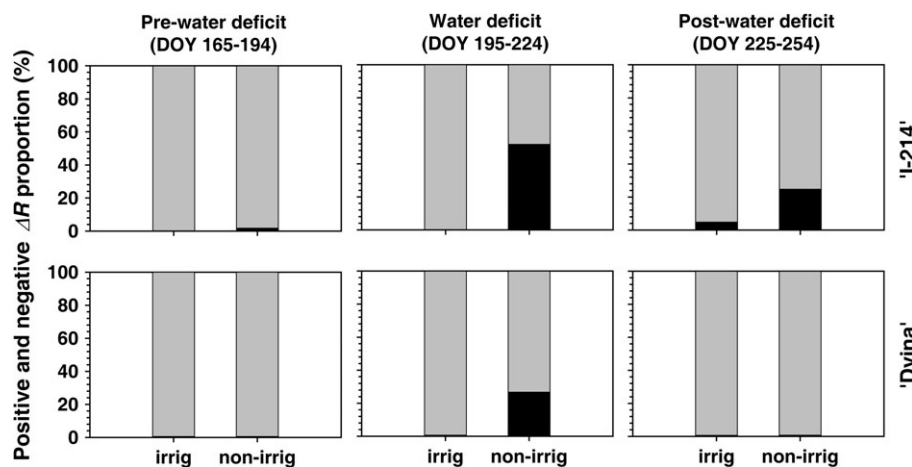 Pre-water deficit
(DOY 165-194)
Water deficit
(DOY 195-224)
Post-water deficit
(DOY 225-254)
Positive and negative ΔR proportion (%)
100
80
60
40
20
0
'I-214'
100
80
60
40
20
0
'Dvina'
irrig non-irrig
irrig non-irrig
irrig non-irrig